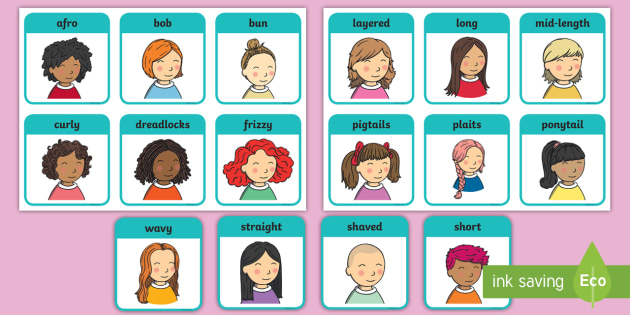 afro
bob
bun
layered
long
mid-length
curly
dreadlocks
frizzy
pigtails
plaits
ponytail
wavy
straight
shaved
short
ink saving
Eco